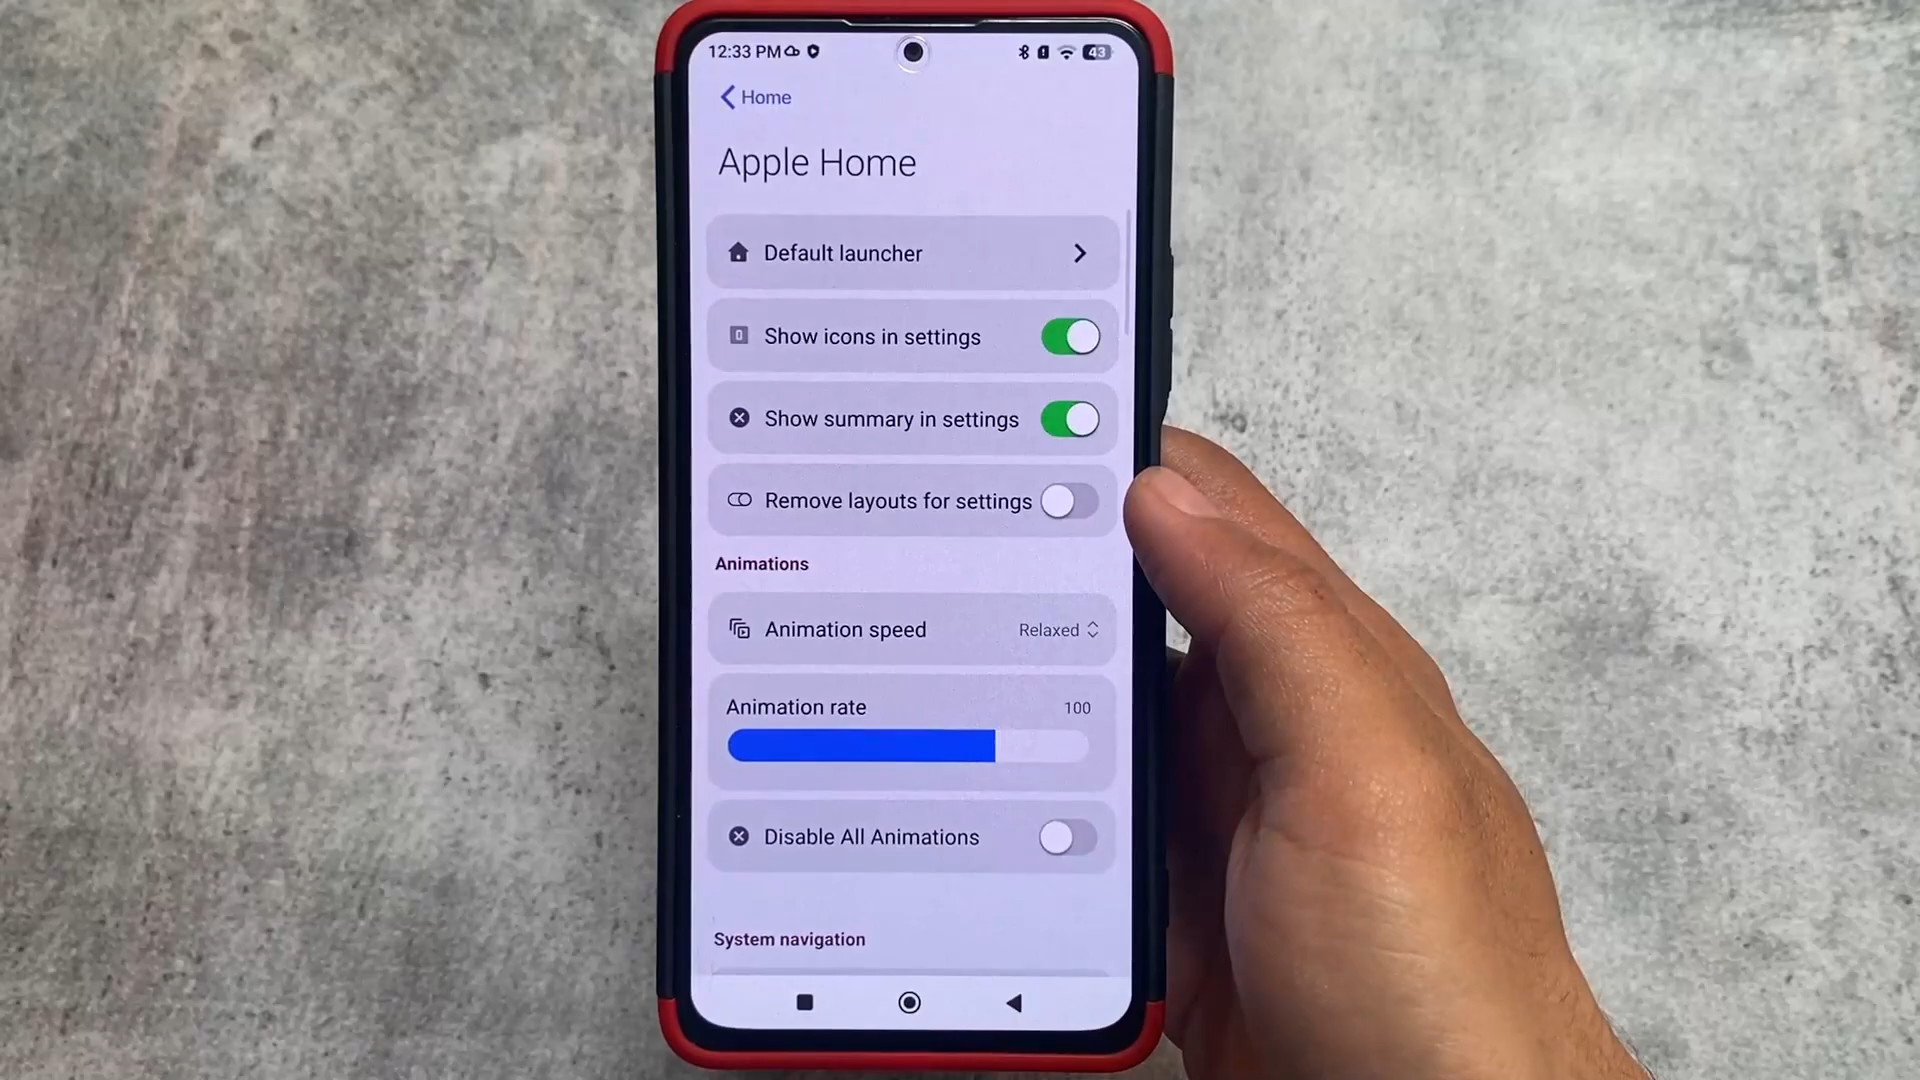 12:33 PM
43
Home
Apple Home
Default launcher
Show icons in settings
Show summary in settings
Remove layouts for settings
Animations
Animation speed
Relaxed
Animation rate
100
Disable All Animations
System navigation